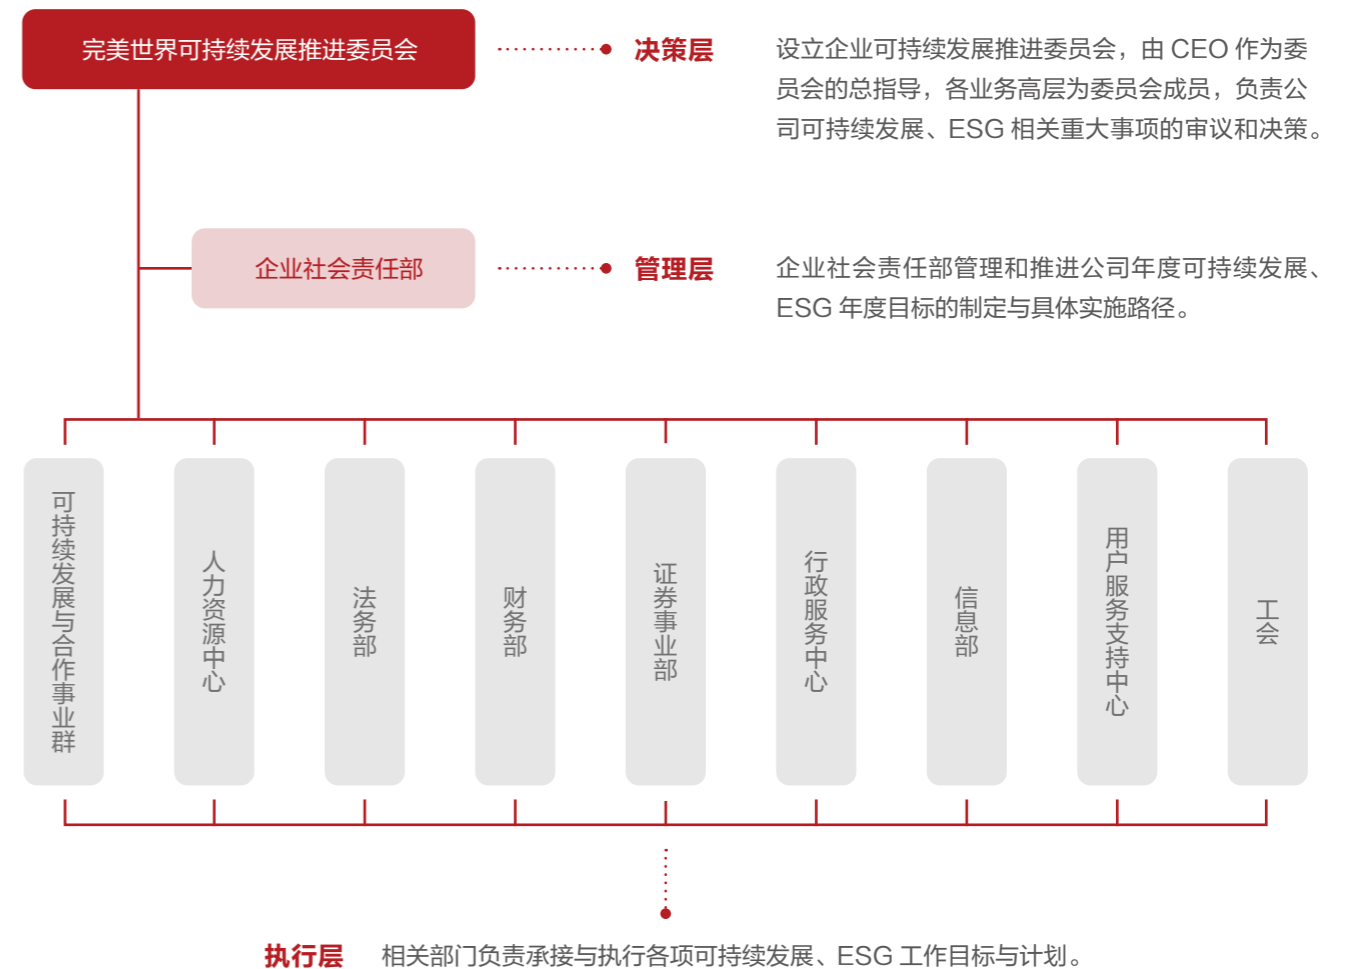 完美世界可持续发展推进委员会
决策层
设立企业可持续发展推进委员会，由 CEO 作为委
员会的总指导，各业务高层为委员会成员，负责公
司可持续发展、ESG 相关重大事项的审议和决策。
企业社会责任部
管理层
企业社会责任部管理和推进公司年度可持续发展、
ESG 年度目标的制定与具体实施路径。
可持续发展与合作事业群
人力资源中心
法务部
财务部
证券事业部
行政服务中心
信息部
用户服务支持中心
工会
执行层
相关部门负责承接与执行各项可持续发展、ESG 工作目标与计划。